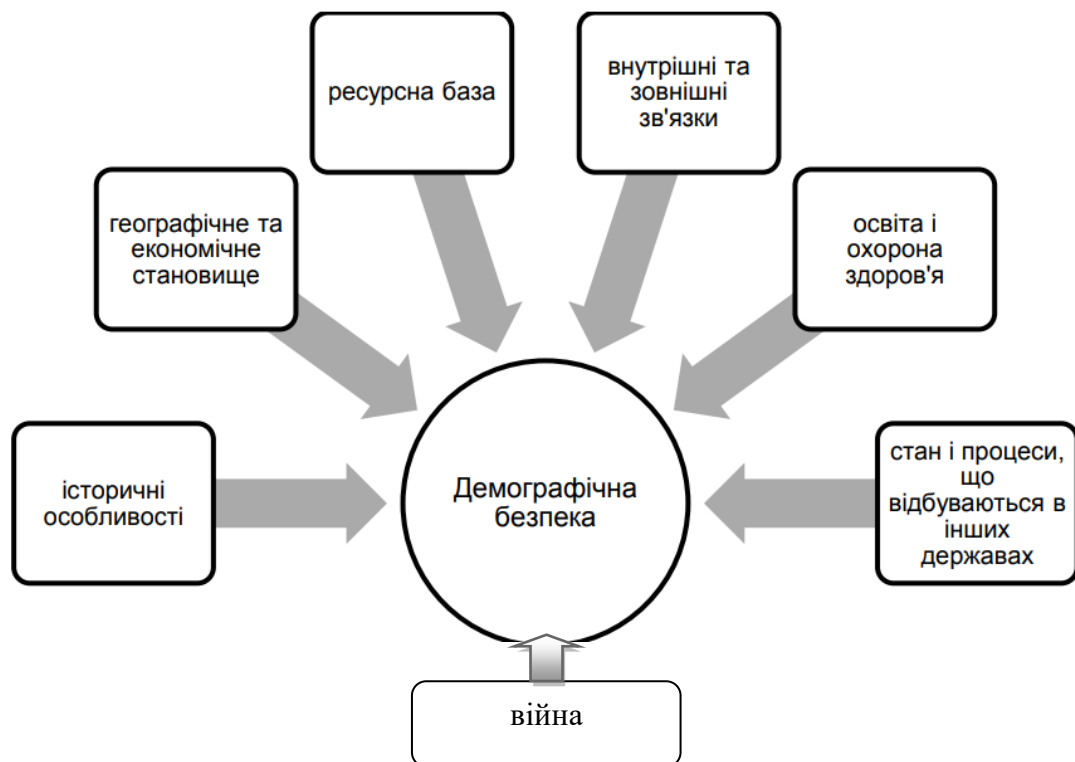 ресурсна база
внутрішні та
зовнішні
зв'язки
географічне та
економічне
становище
освіта і
охорона
здоров'я
історичні
особливості
Демографічна
безпека
стан і процеси,
що
відбуваються в
інших
державах
війна